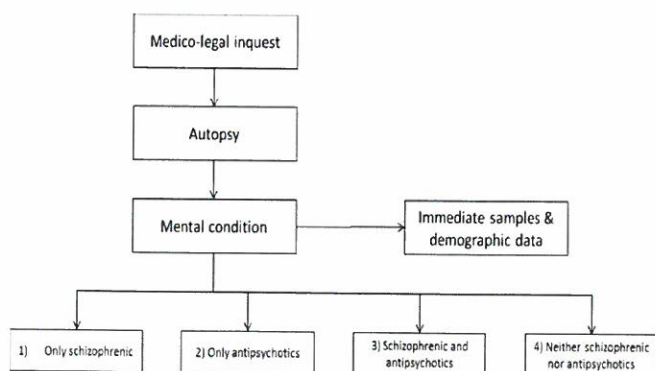 Medico-legal inquest
Autopsy
Mental condition
Immediate samples &
demographic data
1) Only schizophrenic
2) Only antipsychotics
3) Schizophrenic and
antipsychotics
4) Neither schizophrenic
nor antipsychotics